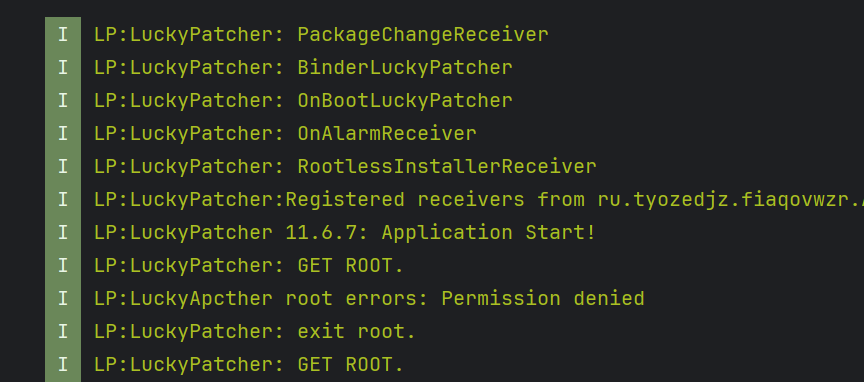 I LP:LuckyPatcher: PackageChangeReceiver
I LP:LuckyPatcher: BinderLuckyPatcher
I LP:LuckyPatcher: OnBootLuckyPatcher
I LP:LuckyPatcher: OnAlarmReceiver
I LP:LuckyPatcher: RootlessInstallerReceiver
I LP:LuckyPatcher:Registered receivers from ru.tyozedjz.fiaqovwzr.
I LP:LuckyPatcher 11.6.7: Application Start!
I LP:LuckyPatcher: GET ROOT.
I LP:LuckyApcther root errors: Permission denied
I LP:LuckyPatcher: exit root.
I LP:LuckyPatcher: GET ROOT.